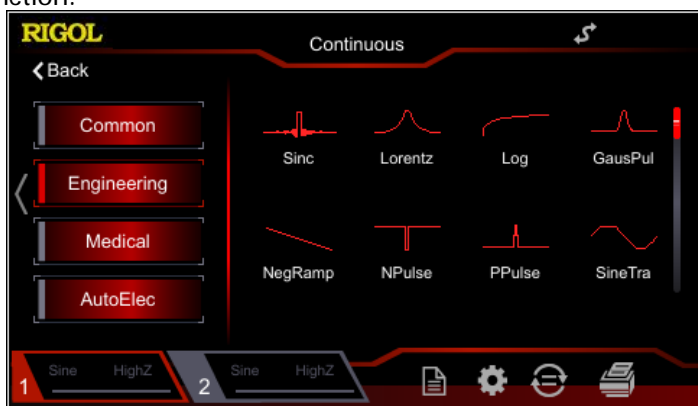 RIGOL
Continuous
Back
Common
Engineering
Medical
AutoElec
Sinc Lorentz Log GausPul
NegRamp NPulse PPulse SineTra
1 Sine HighZ 2 Sine HighZ